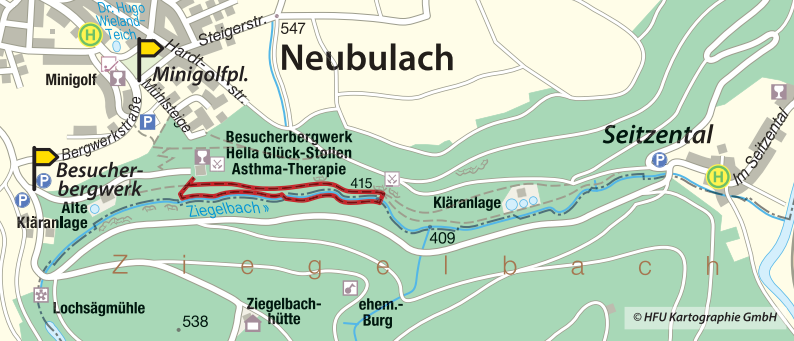 Dr. Hugo
Wieland-
Teich
H
Steigerstr.
547
Minigolf
Minigolfpl.
Hardt-
str.
Neubulach
Mühlsteige
Bergwerkstraße
P
Besucherbergwerk
Hella Glück-Stollen
Asthma-Therapie
Seitzental
P
H
Im Seitzental
Besucher-
bergwerk
P
P
Alte
Kläranlage
Ziegelbach »
415
Kläranlage
409
Ziegelbach
Lochsägmühle
538
Ziegelbach-
hütte
ehem.-
Burg
© HFU Kartographie GmbH